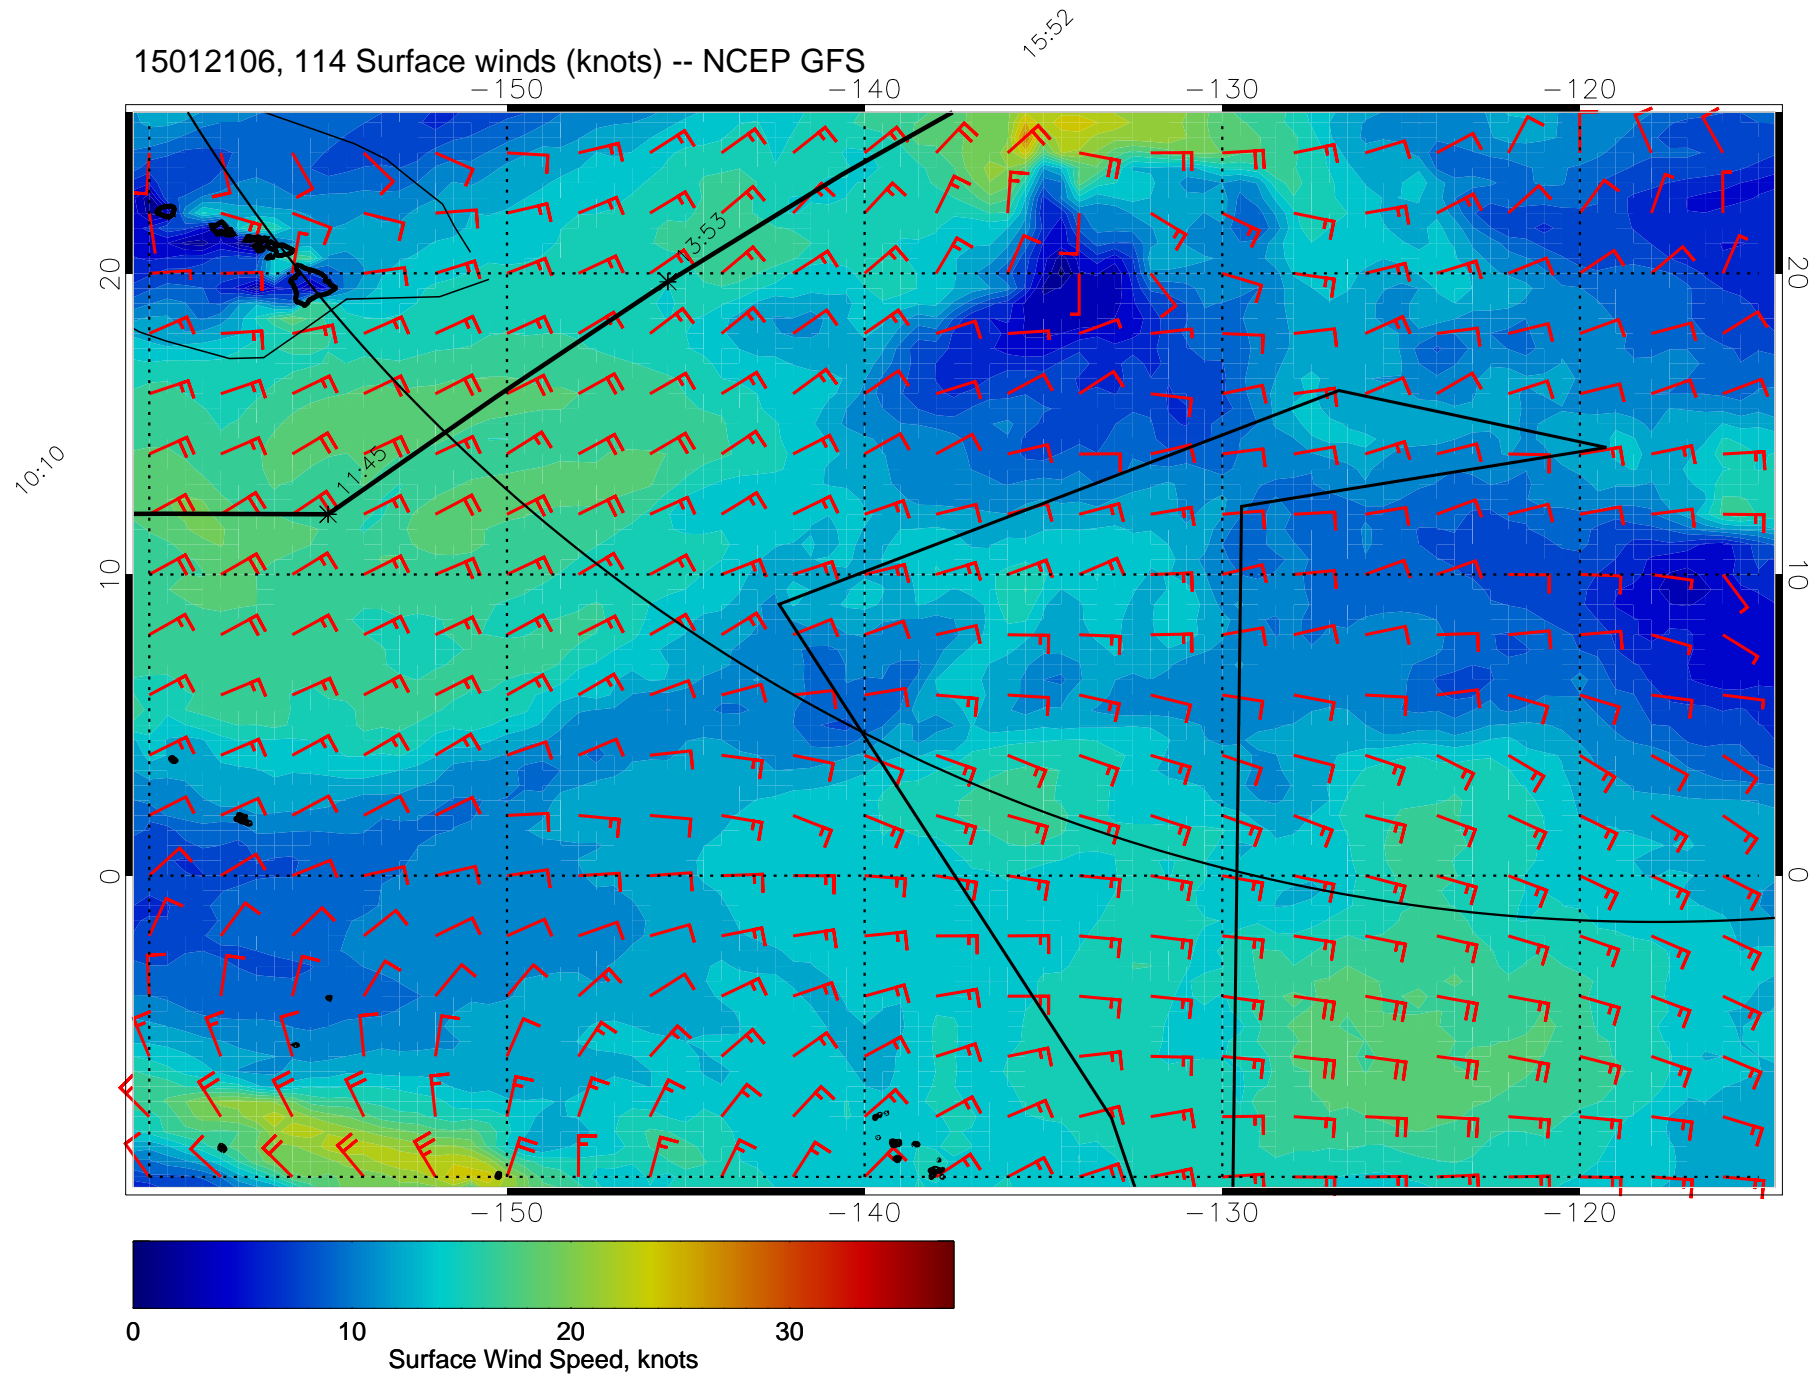 15:52
15012106, 114 Surface winds (knots) -- NCEP GFS
-150 -140 -130 -120
13:53
20 20
11:45
10:10
10 10
0 0
-150 -140 -130 -120
0 10 20 30
Surface Wind Speed, knots